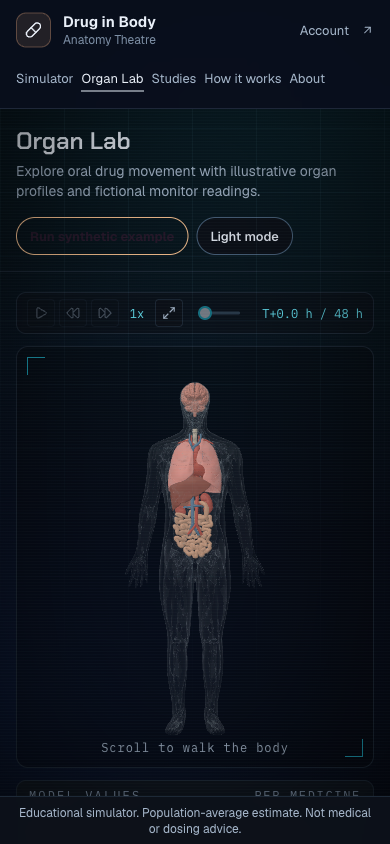 Drug in Body
Anatomy Theatre
Account ↗
Simulator Organ Lab Studies How it works About
Organ Lab
Explore oral drug movement with illustrative organ
profiles and fictional monitor readings.
Run synthetic example Light mode
1x T+0.0 h / 48 h
Scroll to walk the body
MODEL VALUES PER MEDICINE
Educational simulator. Population-average estimate. Not medical
or dosing advice.